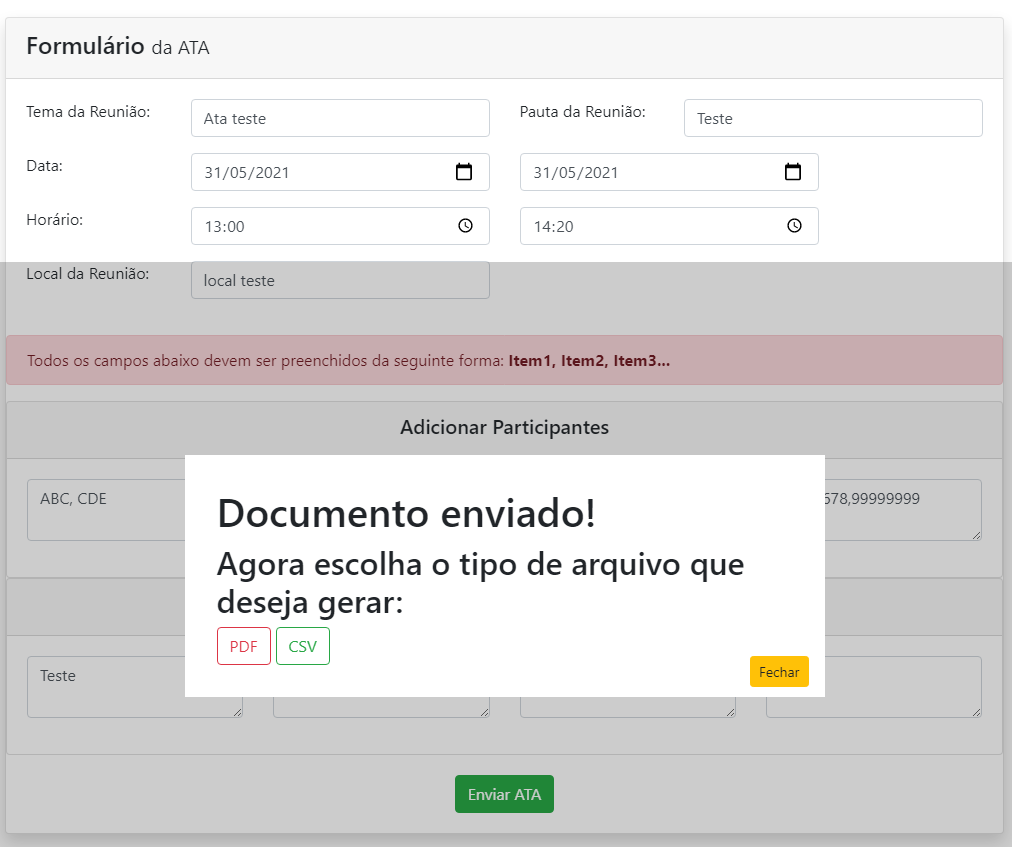 Formulário da ATA
Tema da Reunião: Ata teste Pauta da Reunião: Teste
Data: 31/05/2021 31/05/2021
Horário: 13:00 14:20
Local da Reunião: local teste
Todos os campos abaixo devem ser preenchidos da seguinte forma: Item1, Item2, Item3...
Adicionar Participantes
ABC, CDE 678,99999999
Documento enviado!
Agora escolha o tipo de arquivo que
deseja gerar:
PDF CSV
Fechar
Teste
Enviar ATA